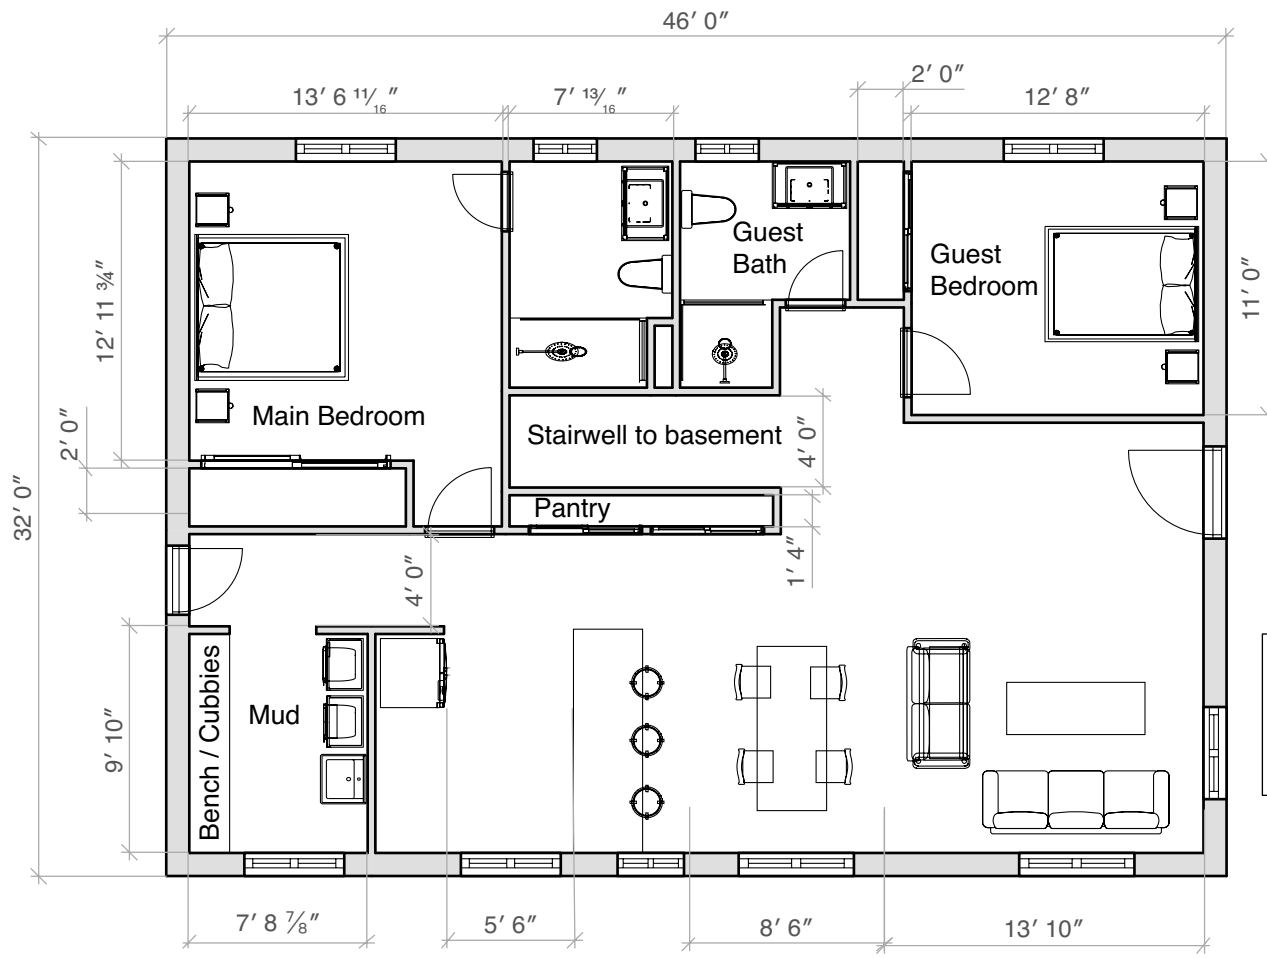 46′ 0″
2′ 0″
13′ 6 11⁄16″
7′ 13⁄16″
12′ 8″
Guest
Bath
Guest
Bedroom
11′ 0″
12′ 11 ¾″
Main Bedroom
2′ 0″
Stairwell to basement
4′ 0″
32′ 0″
Pantry
1′ 4″
4′ 0″
Bench / Cubbies
Mud
9′ 10″
7′ 8 ⅞″
5′ 6″
8′ 6″
13′ 10″